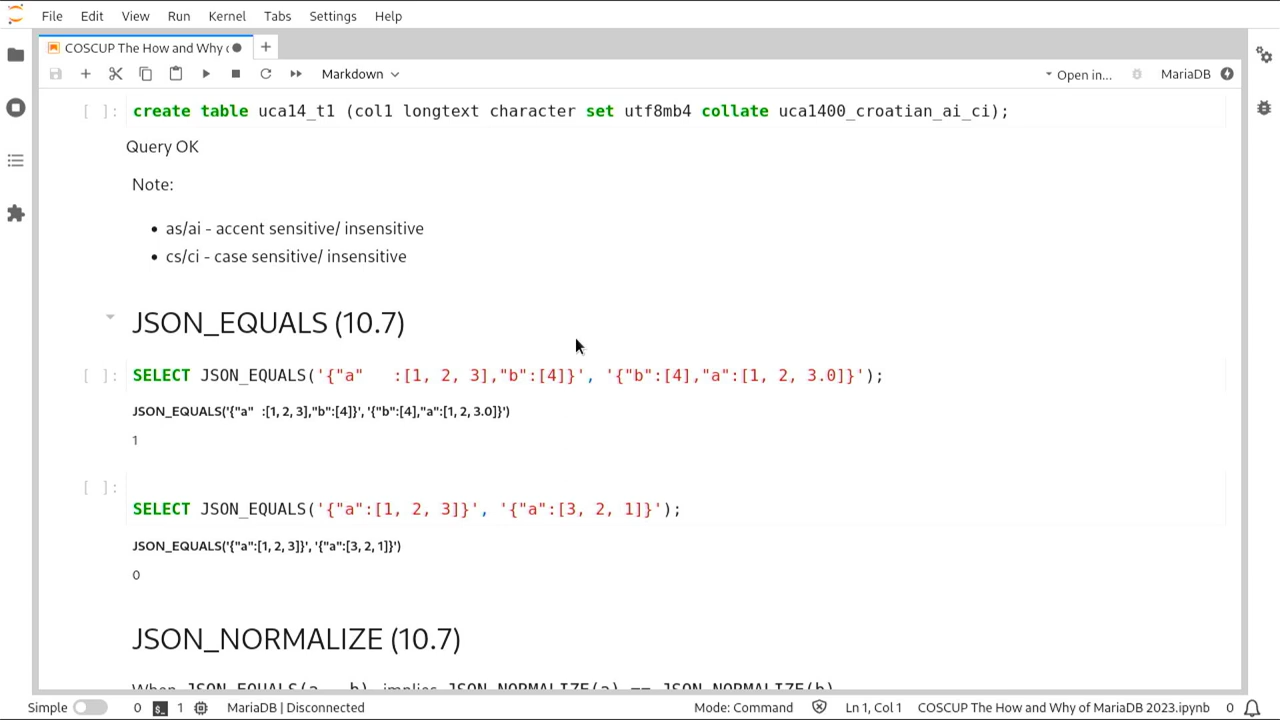 File Edit View Run Kernel Tabs Settings Help
COSCUP The How and Why
Markdown Open in... MariaDB
[ ]: create table uca14_t1 (col1 longtext character set utf8mb4 collate uca1400_croatian_ai_ci);
Query OK
Note:
• as/ai - accent sensitive/ insensitive
• cs/ci - case sensitive/ insensitive
JSON_EQUALS (10.7)
[ ]: SELECT JSON_EQUALS('{"a"   :[1, 2, 3],"b":[4]}', '{"b":[4],"a":[1, 2, 3.0]}');
JSON_EQUALS('{"a"  :[1, 2, 3],"b":[4]}', '{"b":[4],"a":[1, 2, 3.0]}')
1
[ ]:
SELECT JSON_EQUALS('{"a":[1, 2, 3]}', '{"a":[3, 2, 1]}');
JSON_EQUALS('{"a":[1, 2, 3]}', '{"a":[3, 2, 1]}')
0
JSON_NORMALIZE (10.7)
When JSON_EQUALS(a, b) implies JSON_NORMALIZE(a) == JSON_NORMALIZE(b)
Simple 0 1 MariaDB | Disconnected Mode: Command Ln 1, Col 1 COSCUP The How and Why of MariaDB 2023.ipynb 0